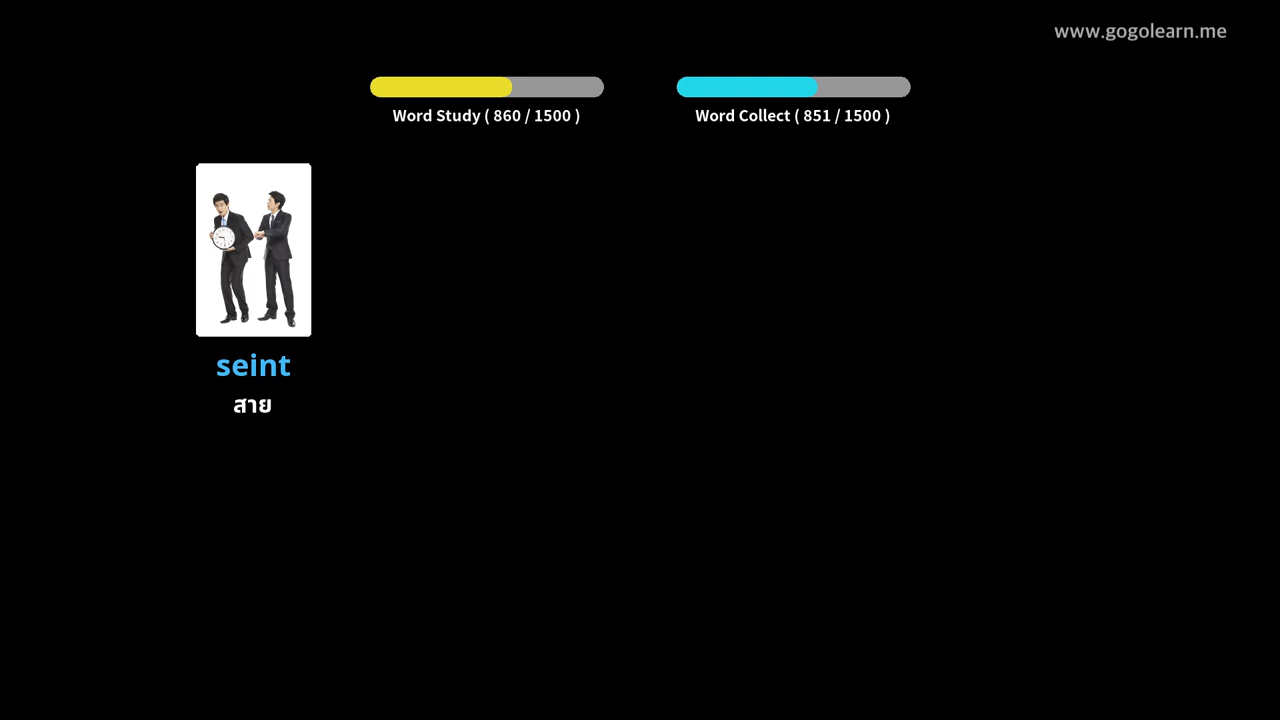 www.gogolearn.me
Word Study ( 860 / 1500 )
Word Collect ( 851 / 1500 )
seint
สาย